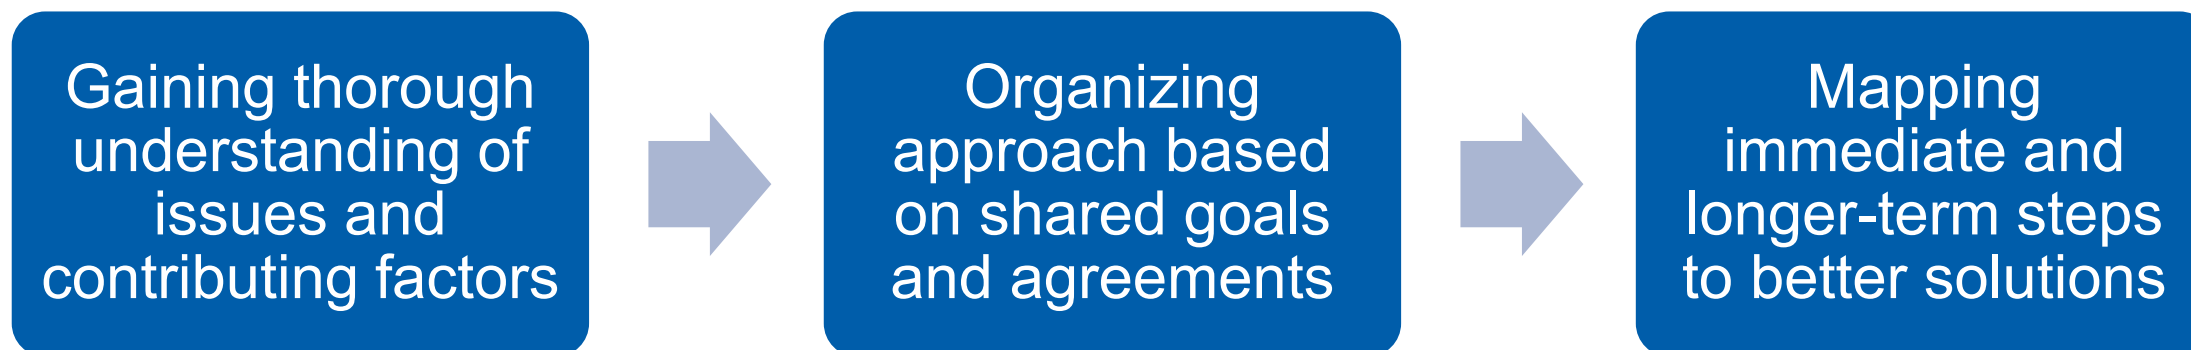 Gaining thorough
understanding of
issues and
contributing factors
Organizing
approach based
on shared goals
and agreements
Mapping
immediate and
longer-term steps
to better solutions